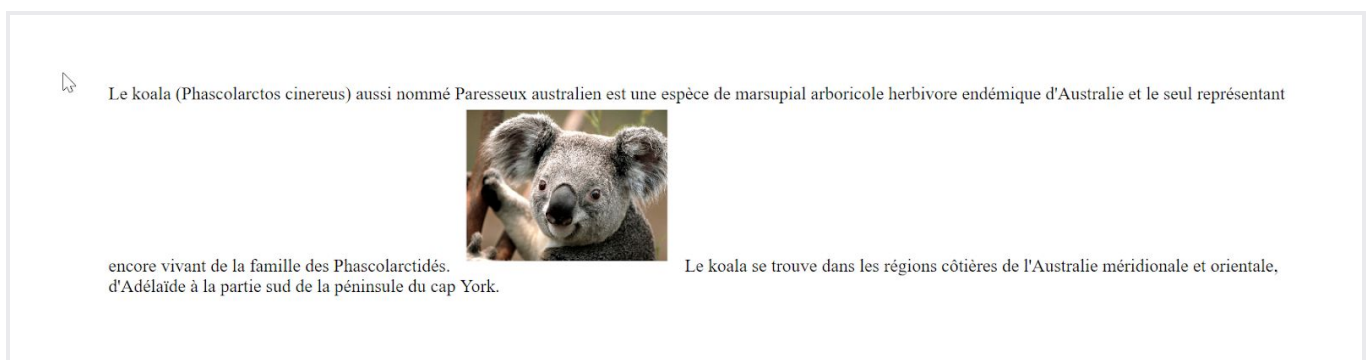 Le koala (Phascolarctos cinereus) aussi nommé Paresseux australien est une espèce de marsupial arboricole herbivore endémique d'Australie et le seul représentant
encore vivant de la famille des Phascolarctidés. Le koala se trouve dans les régions côtières de l'Australie méridionale et orientale,
d'Adélaïde à la partie sud de la péninsule du cap York.